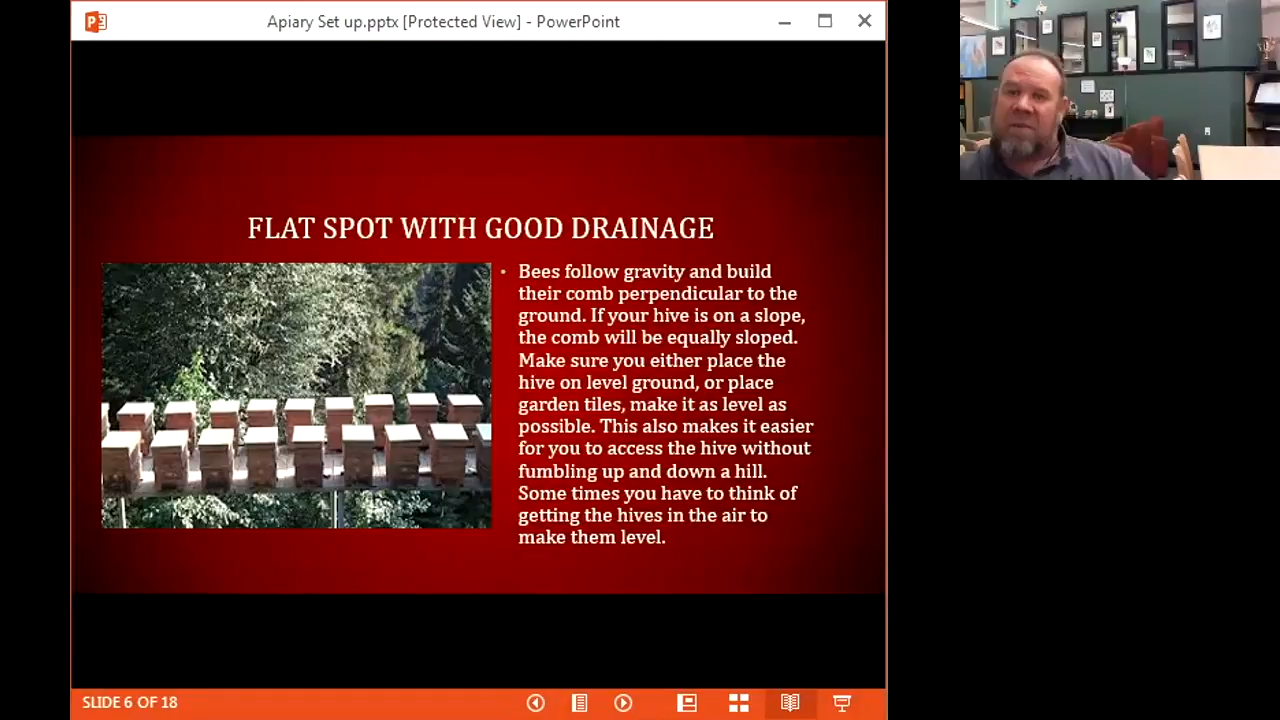 Apiary Set up.pptx [Protected View] - PowerPoint
FLAT SPOT WITH GOOD DRAINAGE
• Bees follow gravity and build
their comb perpendicular to the
ground. If your hive is on a slope,
the comb will be equally sloped.
Make sure you either place the
hive on level ground, or place
garden tiles, make it as level as
possible. This also makes it easier
for you to access the hive without
fumbling up and down a hill.
Some times you have to think of
getting the hives in the air to
make them level.
SLIDE 6 OF 18